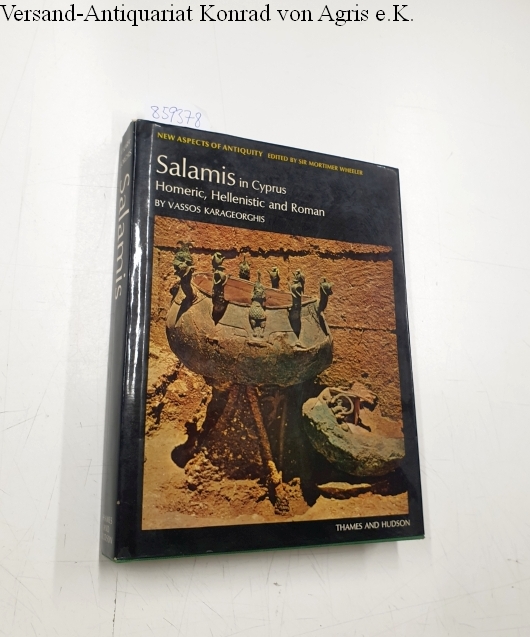 Versand-Antiquariat Konrad von Agris e.K.
859378
NEW ASPECTS OF ANTIQUITY EDITED BY SIR MORTIMER WHEELER
Salamis in Cyprus
Homeric, Hellenistic and Roman
BY VASSOS KARAGEORGHIS
Salamis
THAMES AND HUDSON